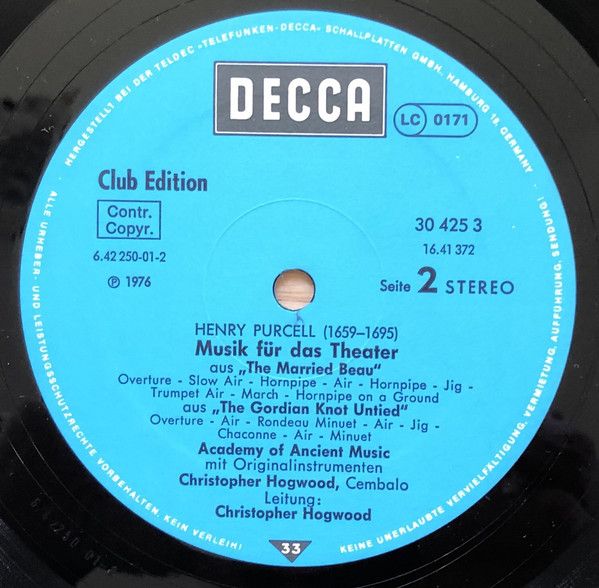 HERGESTELLT BEI DER TELDEC »TELEFUNKEN-DECCA« SCHALLPLATTEN GMBH, HAMBURG 19 GERMANY
DECCA
LC 0171
Club Edition
Contr.
Copyr.
6.42 250-01-2
℗ 1976
30 425 3
16.41 372
Seite 2 STEREO
HENRY PURCELL (1659–1695)
Musik für das Theater
aus „The Married Beau“
Overture - Slow Air - Hornpipe - Air - Hornpipe - Jig -
Trumpet Air - March - Hornpipe on a Ground
aus „The Gordian Knot Untied“
Overture - Air - Rondeau Minuet - Air - Jig -
Chaconne - Air - Minuet
Academy of Ancient Music
mit Originalinstrumenten
Christopher Hogwood, Cembalo
Leitung:
Christopher Hogwood
33
ALLE URHEBER- UND LEISTUNGSSCHUTZRECHTE VORBEHALTEN. KEIN VERLEIH!
KEINE UNERLAUBTE VERVIELFÄLTIGUNG, VERMIETUNG, AUFFÜHRUNG, SENDUNG!